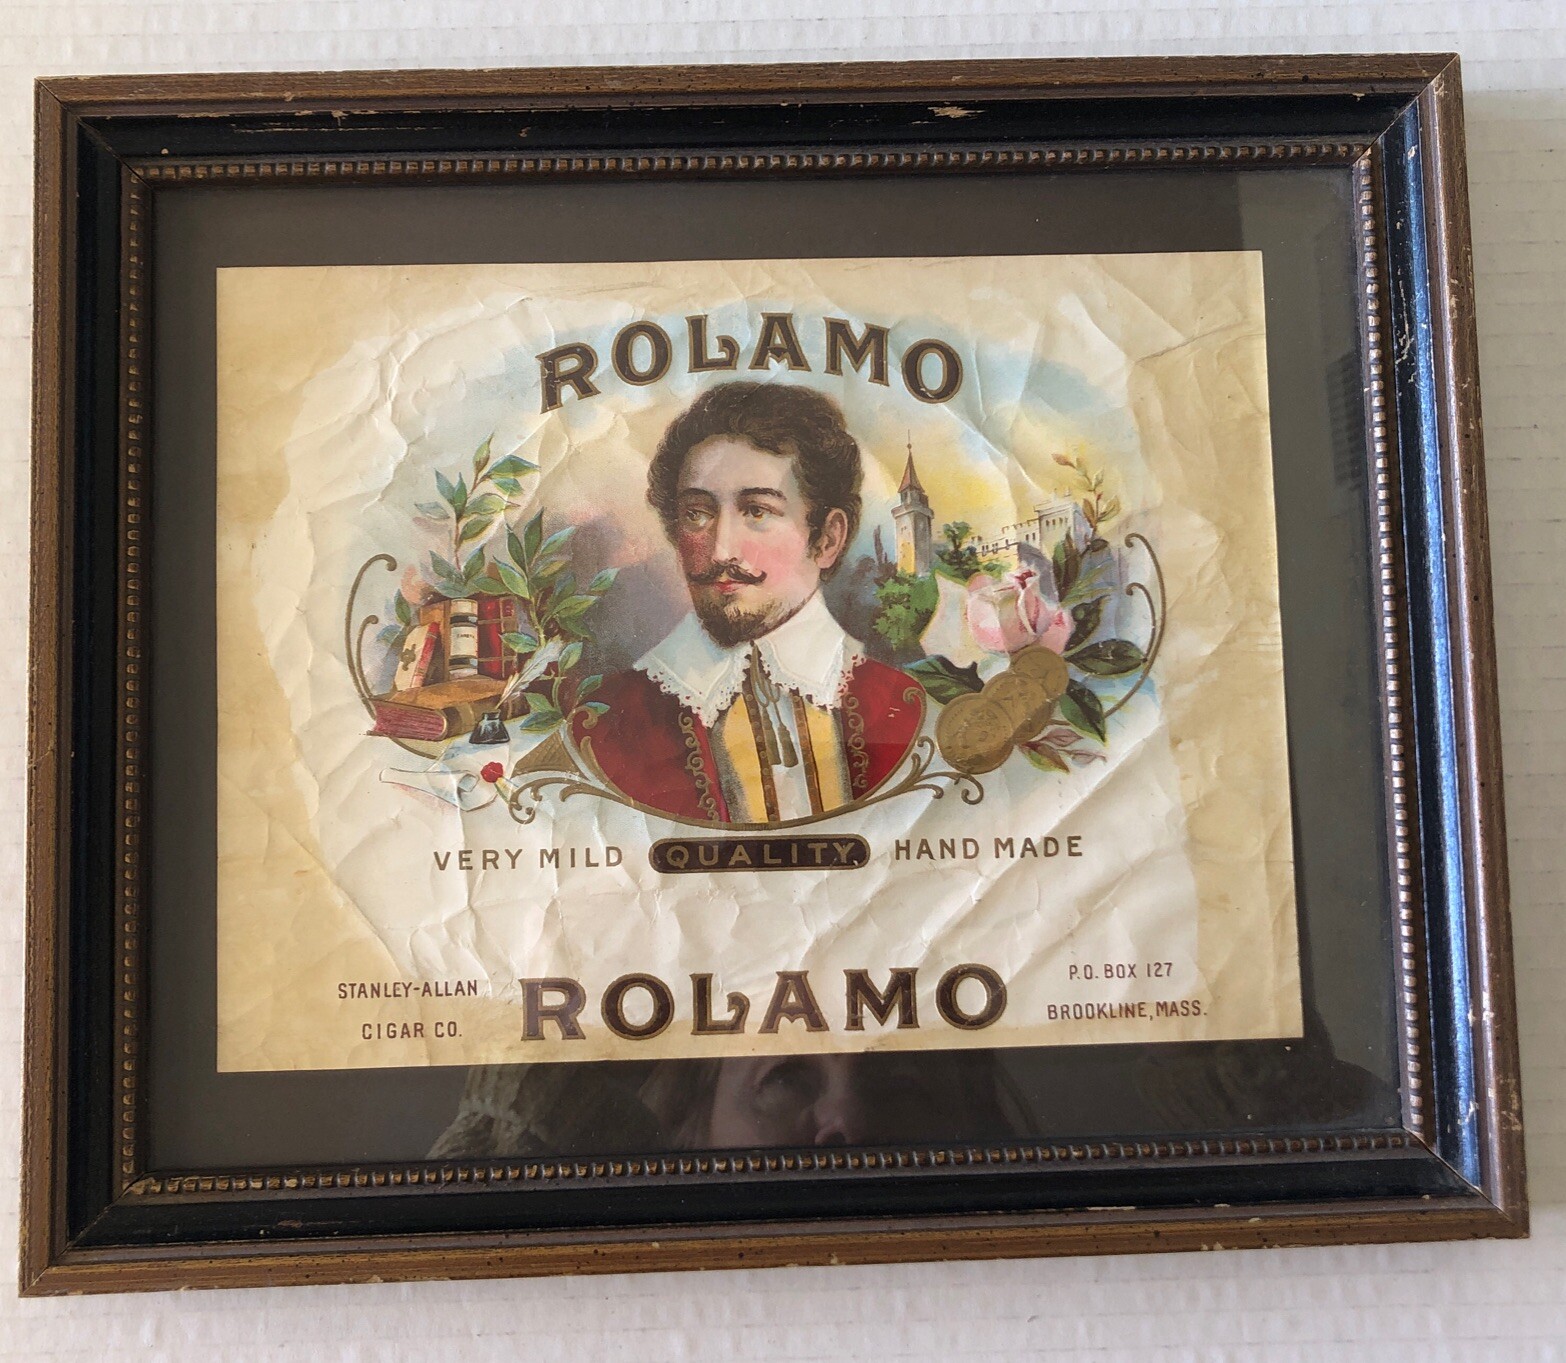 ROLAMO
VERY MILD QUALITY HAND MADE
STANLEY-ALLAN
CIGAR CO.
ROLAMO
P.O. BOX 127
BROOKLINE, MASS.